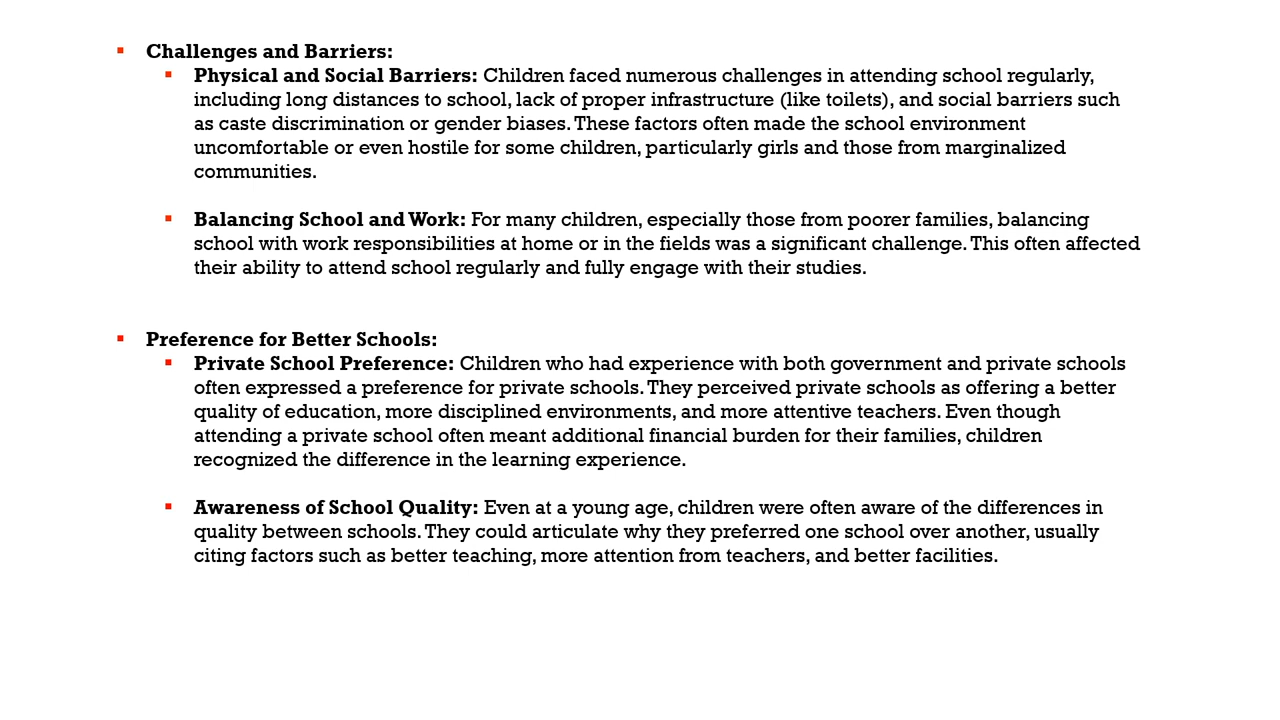 ▪ Challenges and Barriers:
▪ Physical and Social Barriers: Children faced numerous challenges in attending school regularly,
including long distances to school, lack of proper infrastructure (like toilets), and social barriers such
as caste discrimination or gender biases. These factors often made the school environment
uncomfortable or even hostile for some children, particularly girls and those from marginalized
communities.
▪ Balancing School and Work: For many children, especially those from poorer families, balancing
school with work responsibilities at home or in the fields was a significant challenge. This often affected
their ability to attend school regularly and fully engage with their studies.
▪ Preference for Better Schools:
▪ Private School Preference: Children who had experience with both government and private schools
often expressed a preference for private schools. They perceived private schools as offering a better
quality of education, more disciplined environments, and more attentive teachers. Even though
attending a private school often meant additional financial burden for their families, children
recognized the difference in the learning experience.
▪ Awareness of School Quality: Even at a young age, children were often aware of the differences in
quality between schools. They could articulate why they preferred one school over another, usually
citing factors such as better teaching, more attention from teachers, and better facilities.